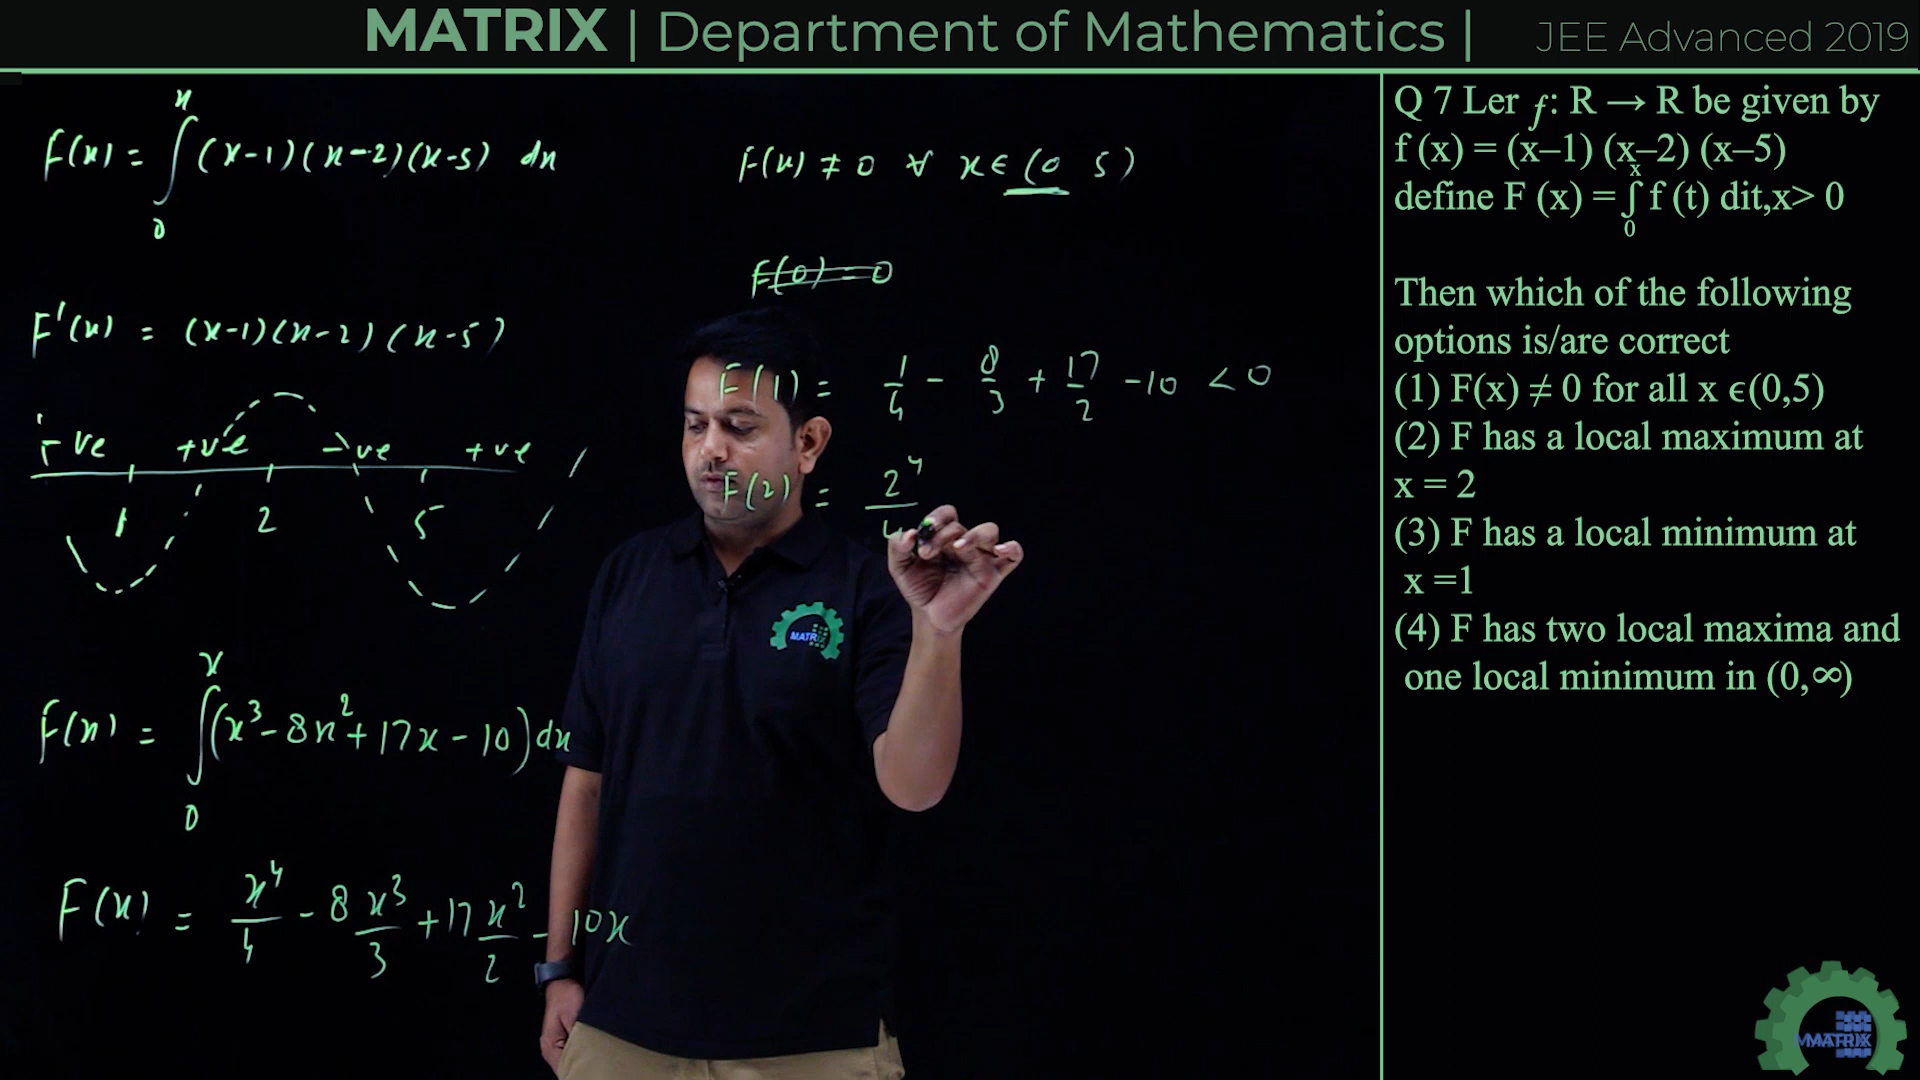 MATRIX | Department of Mathematics | JEE Advanced 2019
F(x) = ∫₀ˣ (x-1)(x-2)(x-5) dx
F'(x) = (x-1)(x-2)(x-5)
-ve +ve -ve +ve
1 2 5
F(x) = ∫₀ˣ (x³-8x²+17x-10)dx
F(x) = x⁴/4 - 8 x³/3 + 17 x²/2 - 10x
F(x) ≠ 0 ∀ x∈ (0 5)
F(0) = 0
F(1) = 1/4 - 8/3 + 17/2 -10 < 0
F(2) = 2⁴/4
MATRIX
Q 7 Ler f: R → R be given by
f (x) = (x–1) (x–2) (x–5)
define F (x) = ∫₀ˣ f (t) dit,x> 0
Then which of the following
options is/are correct
(1) F(x) ≠ 0 for all x ϵ(0,5)
(2) F has a local maximum at
x = 2
(3) F has a local minimum at
x =1
(4) F has two local maxima and
one local minimum in (0,∞)
MATRIX